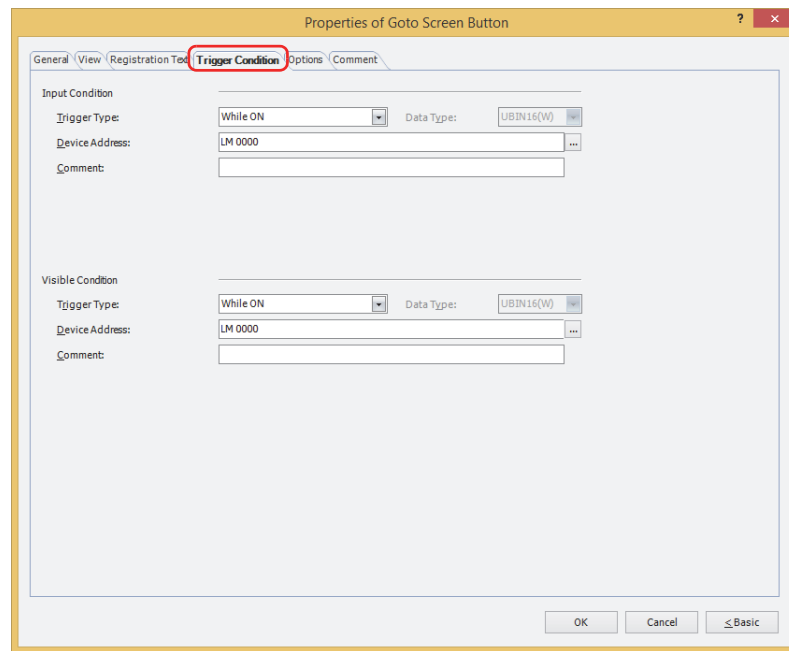 Properties of Goto Screen Button ? ×
General View Registration Text Trigger Condition Options Comment
Input Condition
Trigger Type: While ON Data Type: UBIN16(W)
Device Address: LM 0000 ...
Comment:
Visible Condition
Trigger Type: While ON Data Type: UBIN16(W)
Device Address: LM 0000 ...
Comment:
OK Cancel < Basic